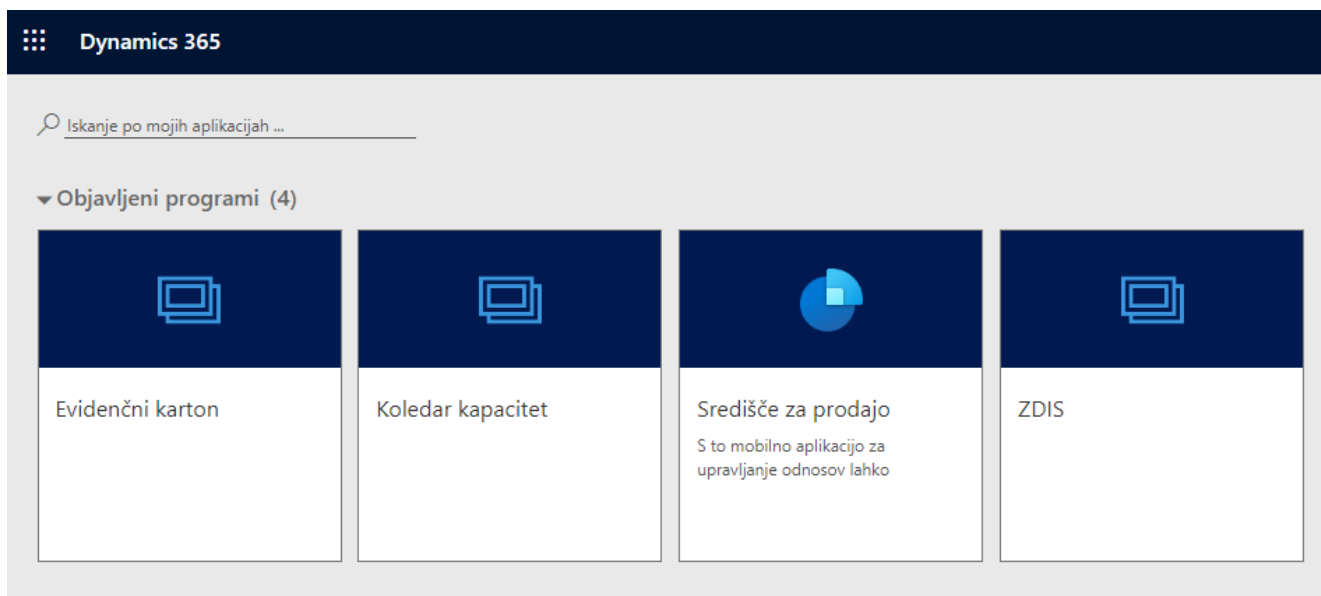 Dynamics 365
Iskanje po mojih aplikacijah ...
Objavljeni programi (4)
Evidenčni karton
Koledar kapacitet
Središče za prodajo
S to mobilno aplikacijo za
upravljanje odnosov lahko
ZDIS